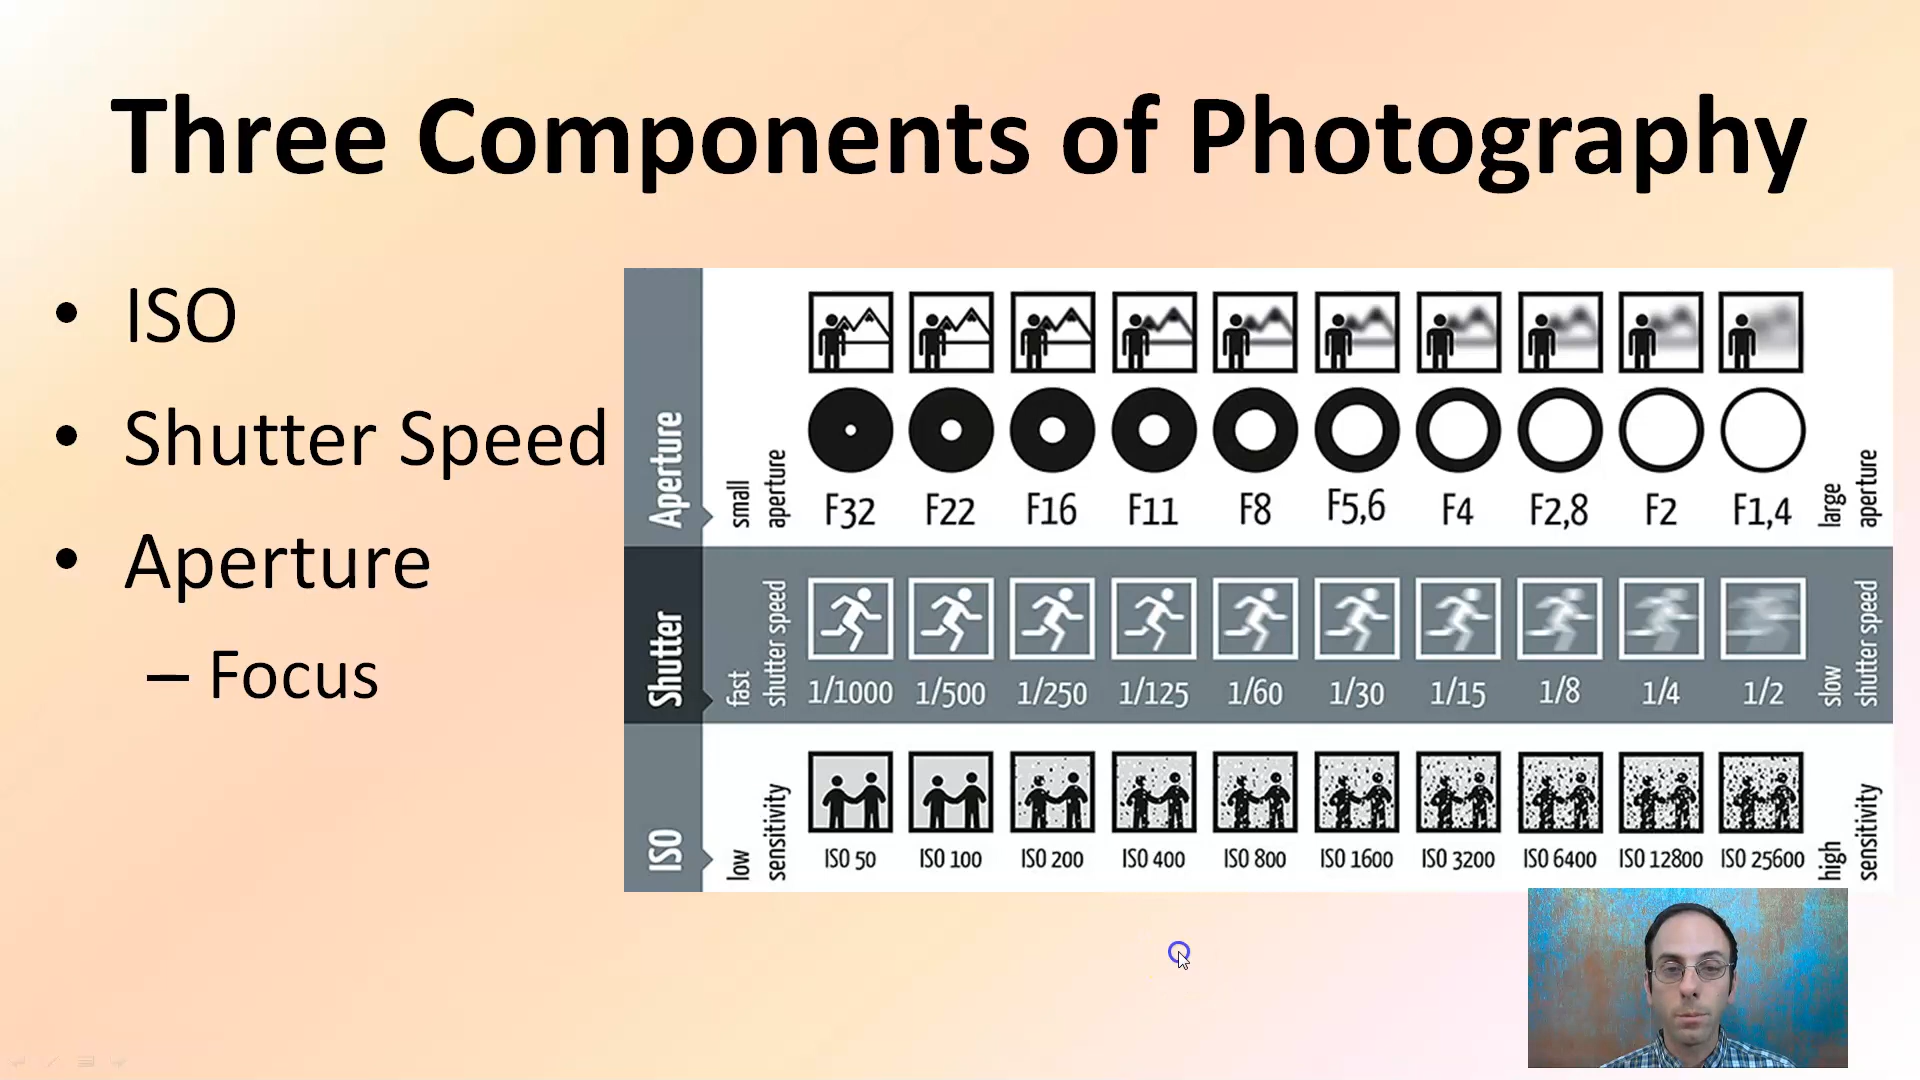 Three Components of Photography
• ISO
• Shutter Speed
• Aperture
– Focus
Aperture
small aperture
F32 F22 F16 F11 F8 F5,6 F4 F2,8 F2 F1,4
large aperture
Shutter
fast shutter speed
1/1000 1/500 1/250 1/125 1/60 1/30 1/15 1/8 1/4 1/2
slow shutter speed
ISO
low sensitivity
ISO 50 ISO 100 ISO 200 ISO 400 ISO 800 ISO 1600 ISO 3200 ISO 6400 ISO 12800 ISO 25600
high sensitivity